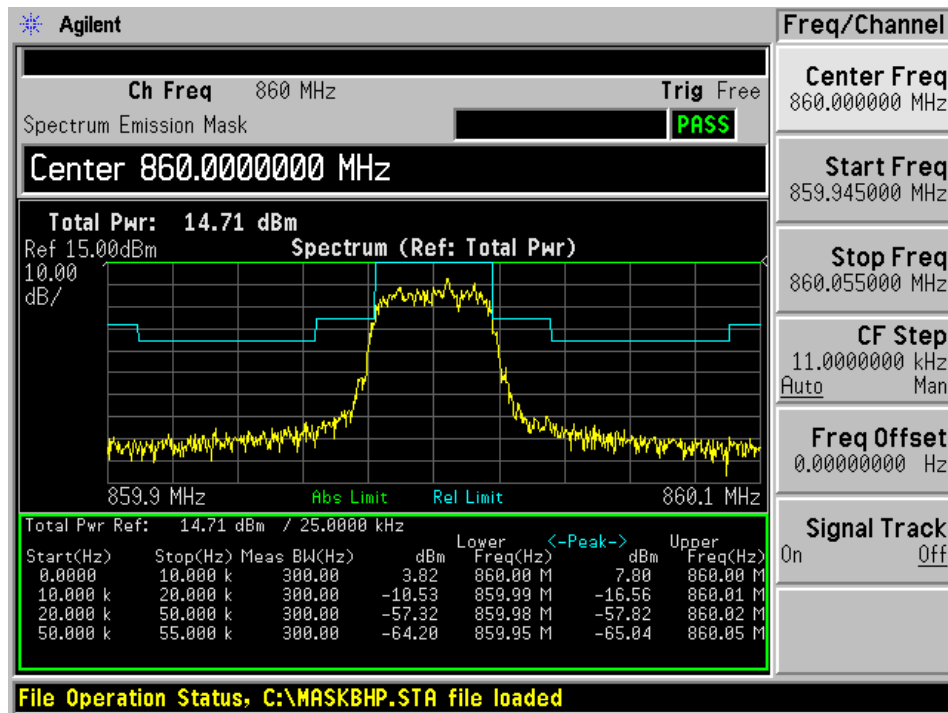 Agilent
Freq/Channel
Ch Freq 860 MHz Trig Free
Spectrum Emission Mask PASS
Center 860.0000000 MHz
Total Pwr: 14.71 dBm
Ref 15.00dBm Spectrum (Ref: Total Pwr)
10.00
dB/
859.9 MHz Abs Limit Rel Limit 860.1 MHz
Total Pwr Ref: 14.71 dBm / 25.0000 kHz
Lower <-Peak-> Upper
Start(Hz) Stop(Hz) Meas BW(Hz) dBm Freq(Hz) dBm Freq(Hz)
0.0000 10.000 k 300.00 3.82 860.00 M 7.80 860.00 M
10.000 k 20.000 k 300.00 -10.53 859.99 M -16.56 860.01 M
20.000 k 50.000 k 300.00 -57.32 859.98 M -57.82 860.02 M
50.000 k 55.000 k 300.00 -64.20 859.95 M -65.04 860.05 M
Center Freq
860.000000 MHz
Start Freq
859.945000 MHz
Stop Freq
860.055000 MHz
CF Step
11.0000000 kHz
Auto Man
Freq Offset
0.00000000 Hz
Signal Track
On Off
File Operation Status, C:\MASKBHP.STA file loaded